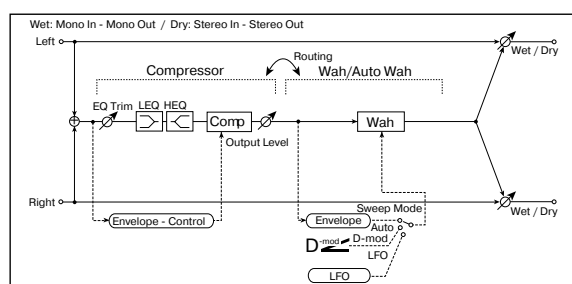 Wet: Mono In - Mono Out / Dry: Stereo In - Stereo Out
Left
Wet / Dry
Routing
Compressor
Wah/Auto Wah
EQ Trim
LEQ
HEQ
Comp
Output Level
Wah
Right
Wet / Dry
Envelope - Control
Envelope
Sweep Mode
Auto
D-mod
D-mod
LFO
LFO